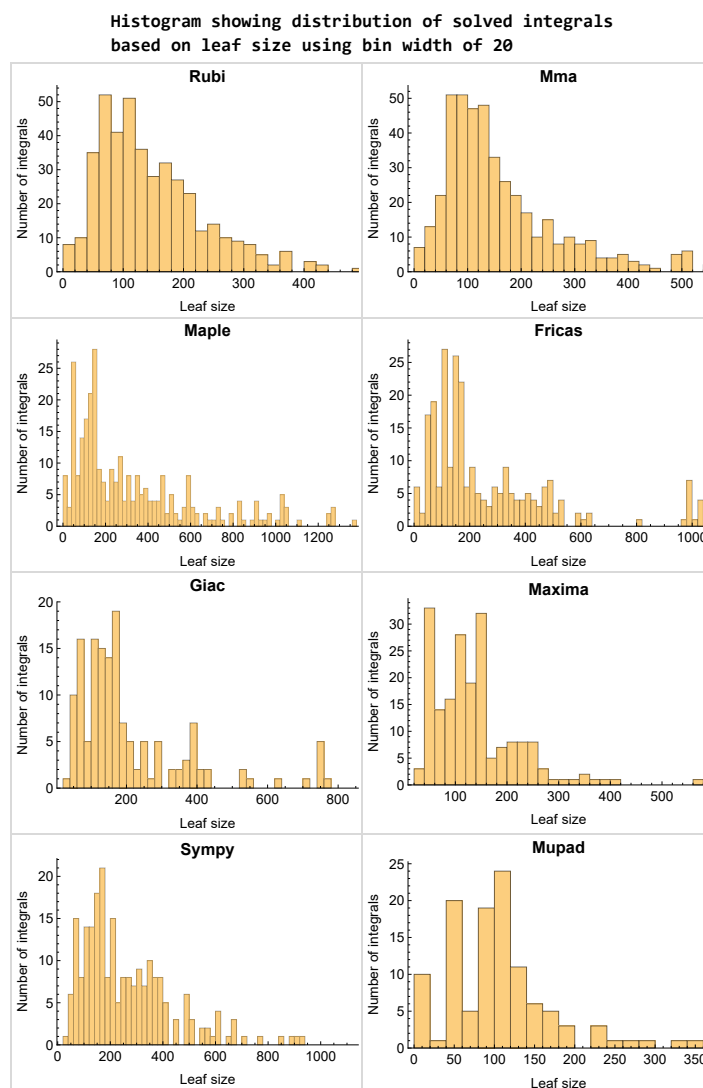 Histogram showing distribution of solved integrals
based on leaf size using bin width of 20
Rubi
Number of integrals
50
40
30
20
10
0
0 100 200 300 400
Leaf size
Mma
Number of integrals
50
40
30
20
10
0
0 100 200 300 400 500
Leaf size
Maple
Number of integrals
25
20
15
10
5
0
0 200 400 600 800 1000 1200
Leaf size
Fricas
Number of integrals
25
20
15
10
5
0
0 200 400 600 800 1000
Leaf size
Giac
Number of integrals
20
15
10
5
0
200 400 600 800
Leaf size
Maxima
Number of integrals
30
25
20
15
10
5
0
100 200 300 400 500
Leaf size
Sympy
Number of integrals
20
15
10
5
0
0 200 400 600 800 1000
Leaf size
Mupad
Number of integrals
25
20
15
10
5
0
0 50 100 150 200 250 300 350
Leaf size